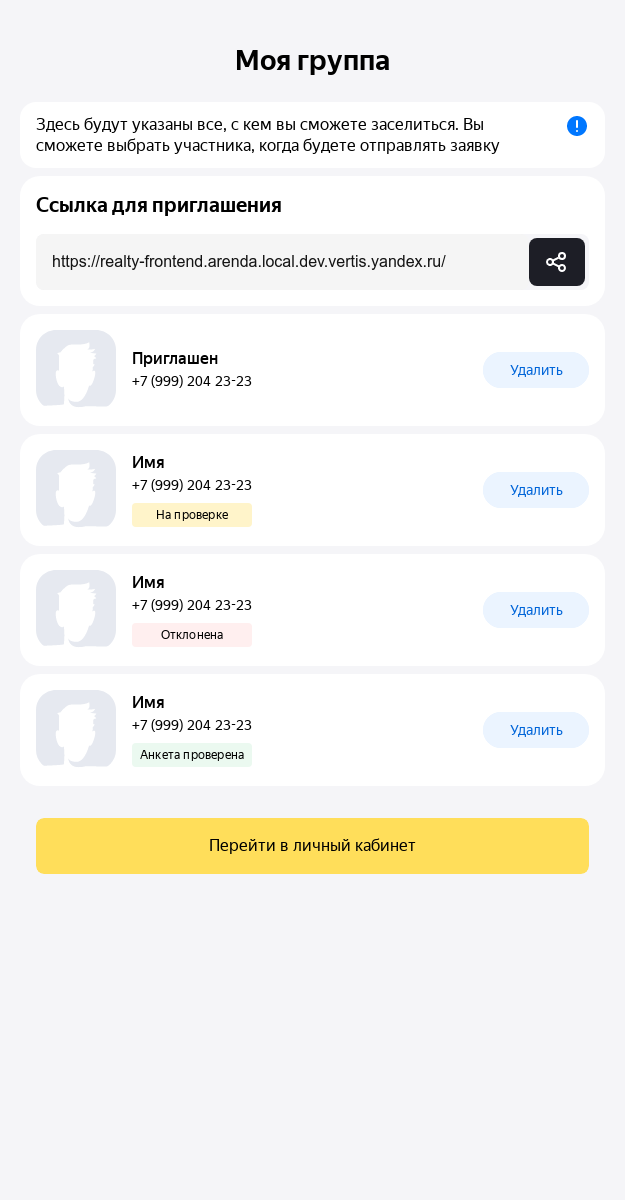 Моя группа
Здесь будут указаны все, с кем вы сможете заселиться. Вы
сможете выбрать участника, когда будете отправлять заявку
Ссылка для приглашения
https://realty-frontend.arenda.local.dev.vertis.yandex.ru/
Приглашен
+7 (999) 204 23-23
Удалить
Имя
+7 (999) 204 23-23
На проверке
Удалить
Имя
+7 (999) 204 23-23
Отклонена
Удалить
Имя
+7 (999) 204 23-23
Анкета проверена
Удалить
Перейти в личный кабинет